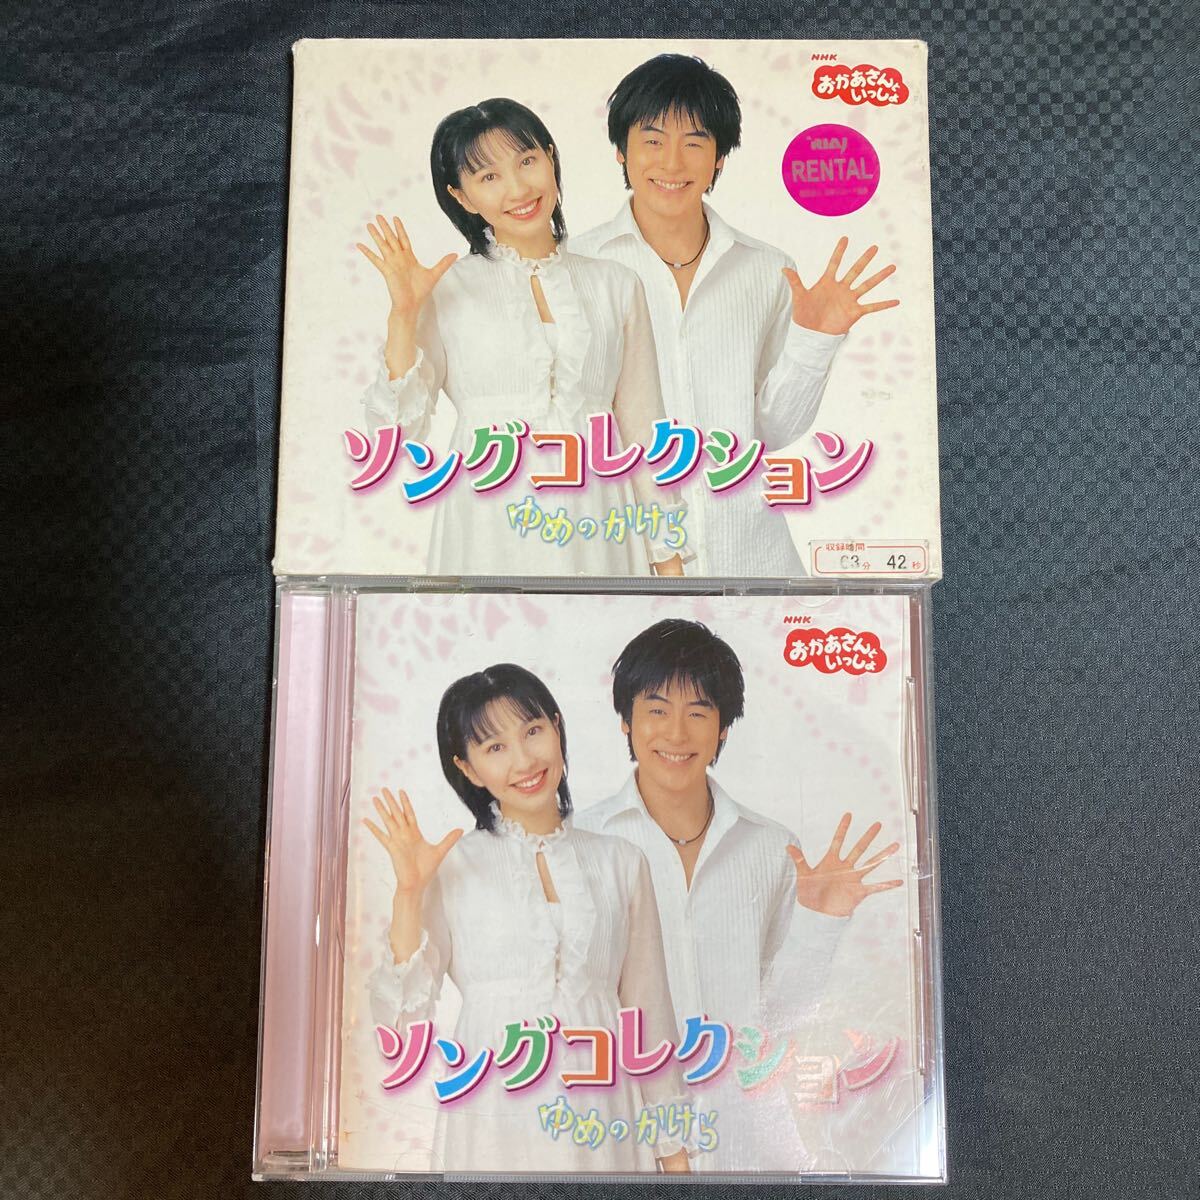 NHK
おかあさんと
いっしょ
RIAJ
RENTAL
ソングコレクション
ゆめのかけら
収録時間
63分 42秒
NHK
おかあさんと
いっしょ
ソングコレクション
ゆめのかけら